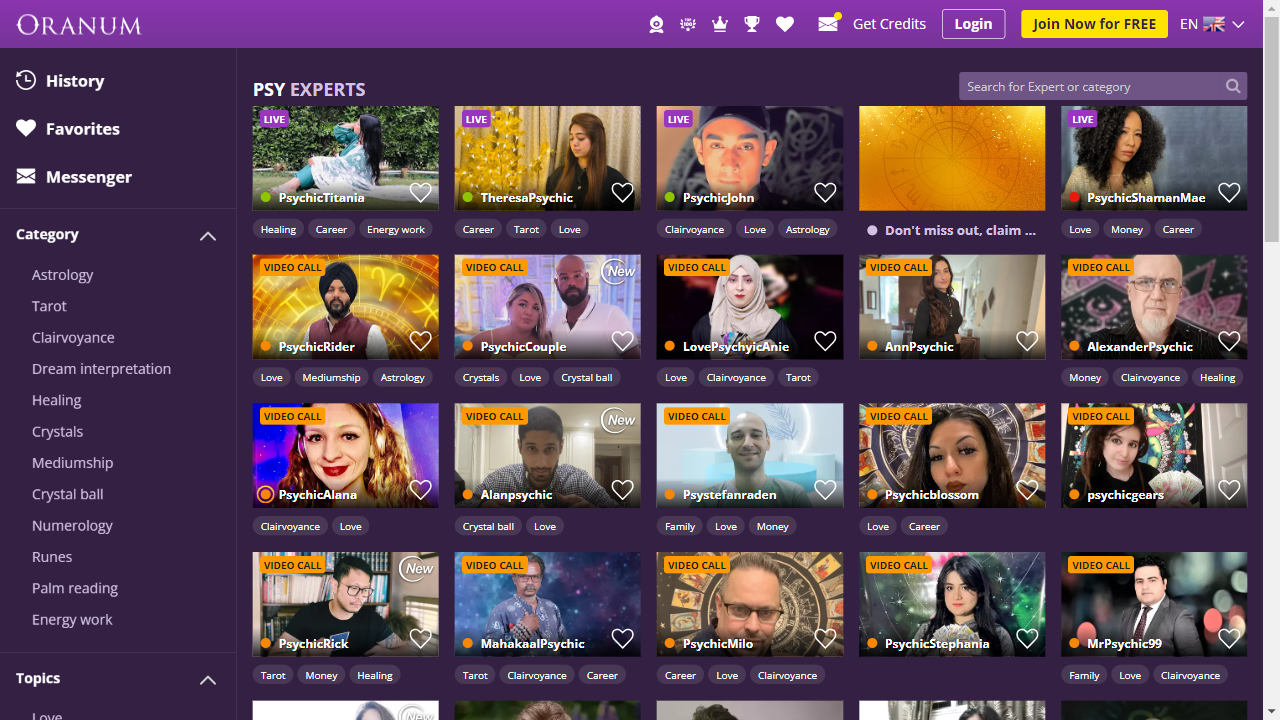 ORANUM
Get Credits
Login
Join Now for FREE
EN
History
Favorites
Messenger
Category
Astrology
Tarot
Clairvoyance
Dream interpretation
Healing
Crystals
Mediumship
Crystal ball
Numerology
Runes
Palm reading
Energy work
Topics
Love
PSY EXPERTS
Search for Expert or category
LIVE
PsychicTitania
Healing Career Energy work
LIVE
TheresaPsychic
Career Tarot Love
LIVE
PsychicJohn
Clairvoyance Love Astrology
Don't miss out, claim ...
LIVE
PsychicShamanMae
Love Money Career
VIDEO CALL
PsychicRider
Love Mediumship Astrology
VIDEO CALL
New
PsychicCouple
Crystals Love Crystal ball
VIDEO CALL
LovePsychyicAnie
Love Clairvoyance Tarot
VIDEO CALL
AnnPsychic
VIDEO CALL
AlexanderPsychic
Money Clairvoyance Healing
VIDEO CALL
PsychicAlana
Clairvoyance Love
VIDEO CALL
New
Alanpsychic
Crystal ball Love
VIDEO CALL
Psystefanraden
Family Love Money
VIDEO CALL
Psychicblossom
Love Career
VIDEO CALL
psychicgears
VIDEO CALL
New
PsychicRick
Tarot Money Healing
VIDEO CALL
MahakaalPsychic
Tarot Clairvoyance Career
VIDEO CALL
PsychicMilo
Career Love Clairvoyance
VIDEO CALL
PsychicStephania
VIDEO CALL
MrPsychic99
Family Love Clairvoyance
New